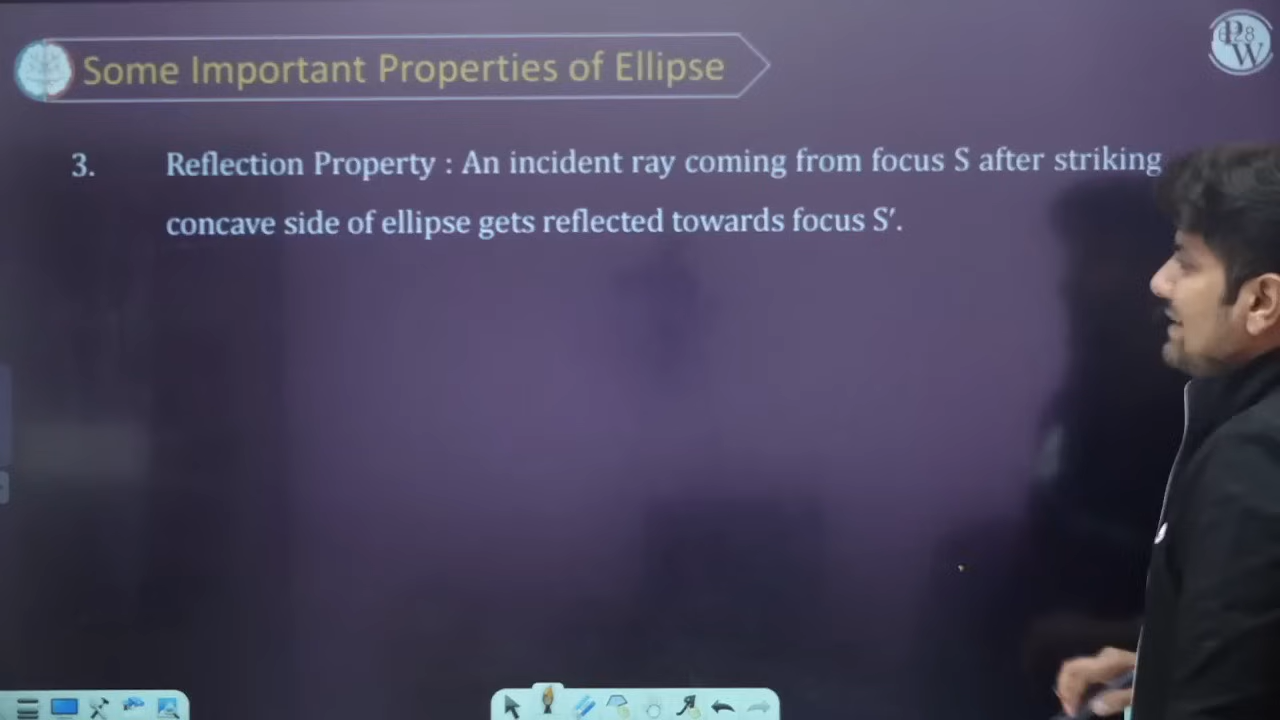 Some Important Properties of Ellipse
PW
3. Reflection Property : An incident ray coming from focus S after striking
concave side of ellipse gets reflected towards focus S′.